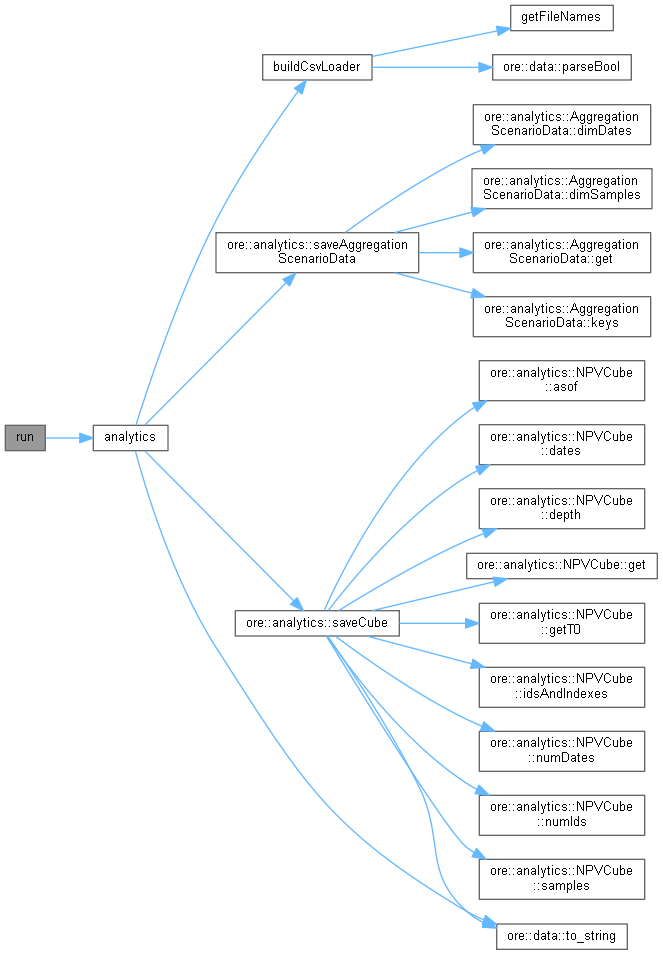 getFileNames
buildCsvLoader
ore::data::parseBool
ore::analytics::Aggregation
ScenarioData::dimDates
ore::analytics::Aggregation
ScenarioData::dimSamples
ore::analytics::saveAggregation
ScenarioData
ore::analytics::Aggregation
ScenarioData::get
ore::analytics::Aggregation
ScenarioData::keys
ore::analytics::NPVCube
::asof
run
analytics
ore::analytics::NPVCube
::dates
ore::analytics::NPVCube
::depth
ore::analytics::NPVCube::get
ore::analytics::saveCube
ore::analytics::NPVCube
::getT0
ore::analytics::NPVCube
::idsAndIndexes
ore::analytics::NPVCube
::numDates
ore::analytics::NPVCube
::numIds
ore::analytics::NPVCube
::samples
ore::data::to_string